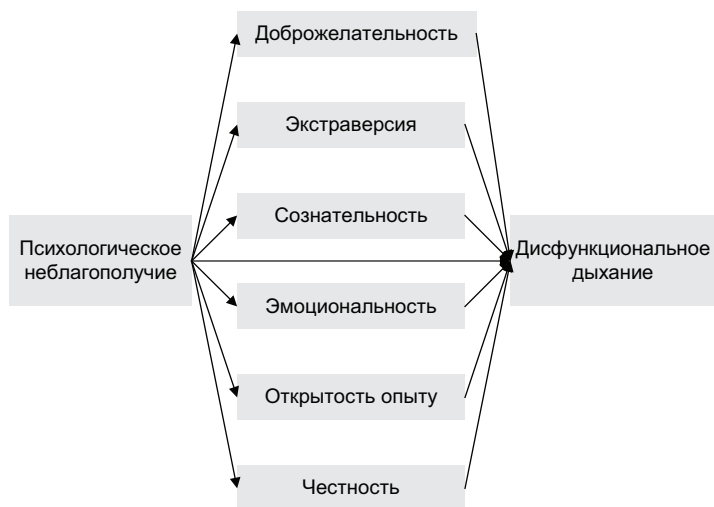 Доброжелательность
Экстраверсия
Сознательность
Психологическое
неблагополучие
Дисфункциональное
дыхание
Эмоциональность
Открытость опыту
Честность